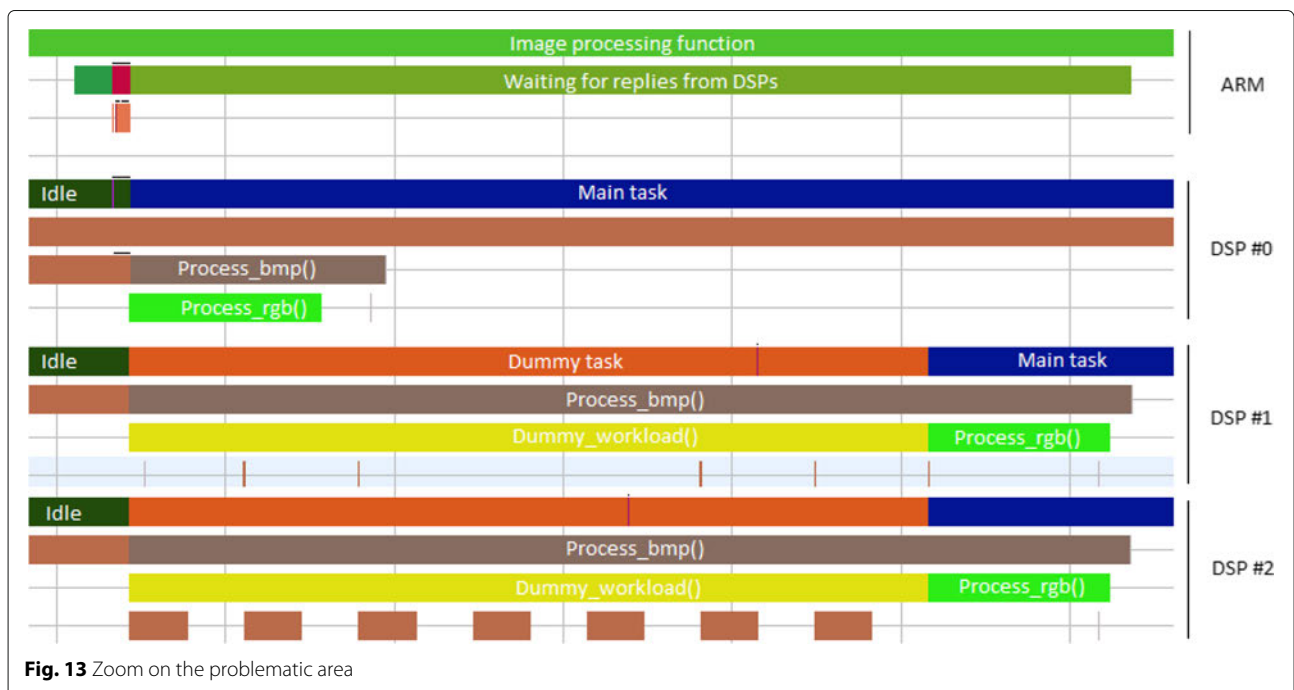 Image processing function
Waiting for replies from DSPs
ARM
Idle
Main task
DSP #0
Process_bmp()
Process_rgb()
Idle
Dummy task
Main task
Process_bmp()
DSP #1
Dummy_workload()
Process_rgb()
Idle
Process_bmp()
DSP #2
Dummy_workload()
Process_rgb()
Fig. 13 Zoom on the problematic area